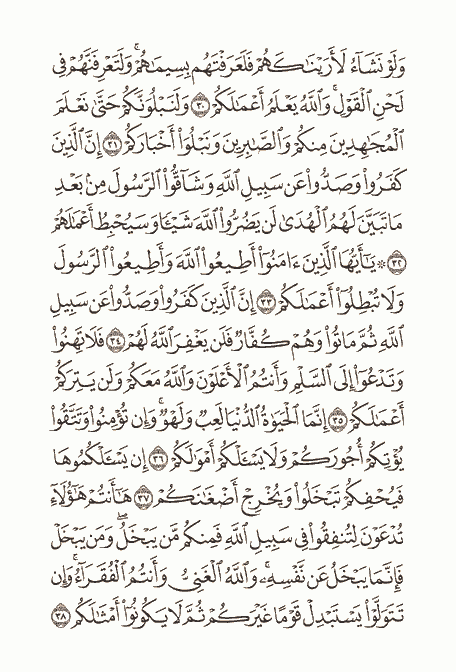 وَلَوْ نَشَآءُ لَأَرَيْنَـٰكَهُمْ فَلَعَرَفْتَهُم بِسِيمَـٰهُمْ ۚ وَلَتَعْرِفَنَّهُمْ فِى
لَحْنِ ٱلْقَوْلِ ۚ وَٱللَّهُ يَعْلَمُ أَعْمَـٰلَكُمْ ٣٠ وَلَنَبْلُوَنَّكُمْ حَتَّىٰ نَعْلَمَ
ٱلْمُجَـٰهِدِينَ مِنكُمْ وَٱلصَّـٰبِرِينَ وَنَبْلُوَا۟ أَخْبَارَكُمْ ٣١ إِنَّ ٱلَّذِينَ
كَفَرُوا۟ وَصَدُّوا۟ عَن سَبِيلِ ٱللَّهِ وَشَآقُّوا۟ ٱلرَّسُولَ مِنۢ بَعْدِ
مَا تَبَيَّنَ لَهُمُ ٱلْهُدَىٰ لَن يَضُرُّوا۟ ٱللَّهَ شَيْـًٔا وَسَيُحْبِطُ أَعْمَـٰلَهُمْ
٣٢ ۞ يَـٰٓأَيُّهَا ٱلَّذِينَ ءَامَنُوٓا۟ أَطِيعُوا۟ ٱللَّهَ وَأَطِيعُوا۟ ٱلرَّسُولَ
وَلَا تُبْطِلُوٓا۟ أَعْمَـٰلَكُمْ ٣٣ إِنَّ ٱلَّذِينَ كَفَرُوا۟ وَصَدُّوا۟ عَن سَبِيلِ
ٱللَّهِ ثُمَّ مَاتُوا۟ وَهُمْ كُفَّارٌ فَلَن يَغْفِرَ ٱللَّهُ لَهُمْ ٣٤ فَلَا تَهِنُوا۟
وَتَدْعُوٓا۟ إِلَى ٱلسَّلْمِ وَأَنتُمُ ٱلْأَعْلَوْنَ وَٱللَّهُ مَعَكُمْ وَلَن يَتِرَكُمْ
أَعْمَـٰلَكُمْ ٣٥ إِنَّمَا ٱلْحَيَوٰةُ ٱلدُّنْيَا لَعِبٌ وَلَهْوٌ ۚ وَإِن تُؤْمِنُوا۟ وَتَتَّقُوا۟
يُؤْتِكُمْ أُجُورَكُمْ وَلَا يَسْـَٔلْكُمْ أَمْوَٰلَكُمْ ٣٦ إِن يَسْـَٔلْكُمُوهَا
فَيُحْفِكُمْ تَبْخَلُوا۟ وَيُخْرِجْ أَضْغَـٰنَكُمْ ٣٧ هَـٰٓأَنتُمْ هَـٰٓؤُلَآءِ
تُدْعَوْنَ لِتُنفِقُوا۟ فِى سَبِيلِ ٱللَّهِ فَمِنكُم مَّن يَبْخَلُ ۖ وَمَن يَبْخَلْ
فَإِنَّمَا يَبْخَلُ عَن نَّفْسِهِۦ ۚ وَٱللَّهُ ٱلْغَنِىُّ وَأَنتُمُ ٱلْفُقَرَآءُ ۚ وَإِن
تَتَوَلَّوْا۟ يَسْتَبْدِلْ قَوْمًا غَيْرَكُمْ ثُمَّ لَا يَكُونُوٓا۟ أَمْثَـٰلَكُم ٣٨